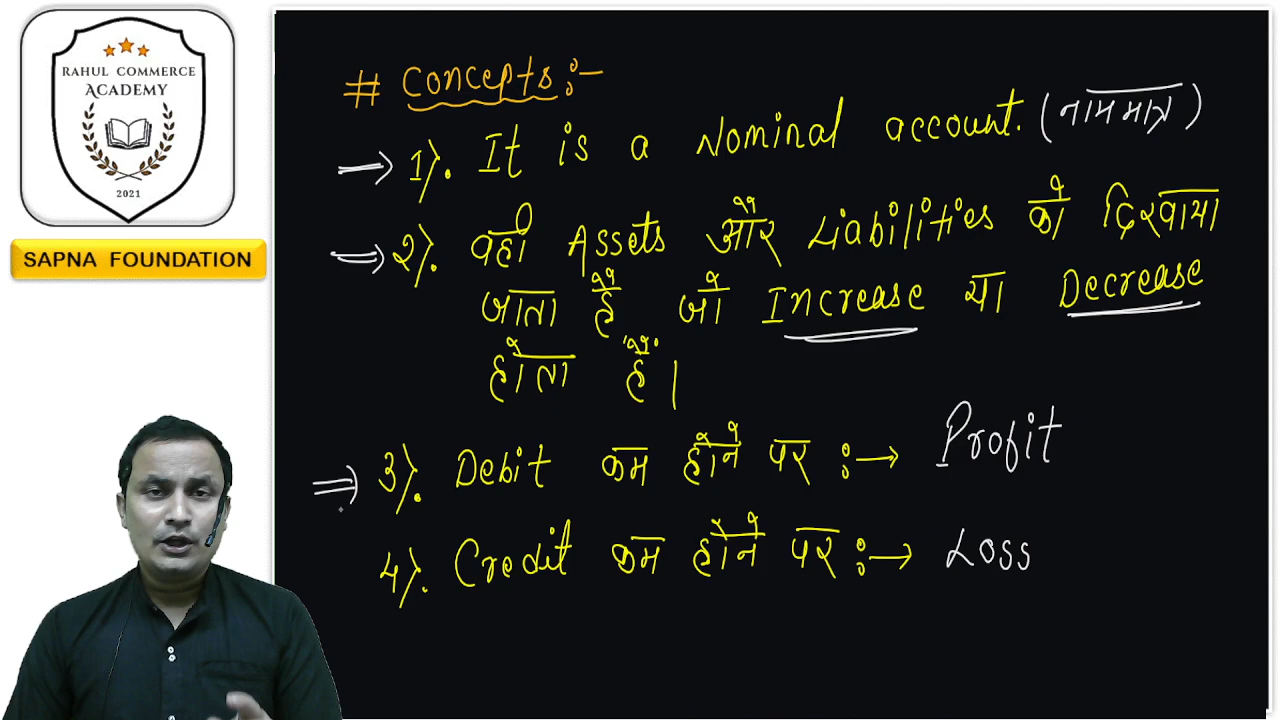 RAHUL COMMERCE
ACADEMY
2021
SAPNA FOUNDATION
# Concepts :-
⇒ 1). It is a Nominal account. (नाममात्र)
⇒ 2). वही Assets और Liabilities को दिखाया
जाता है जो Increase या Decrease
होता है।
⇒ 3). Debit कम होने पर :→ Profit
4). Credit कम होने पर :→ Loss